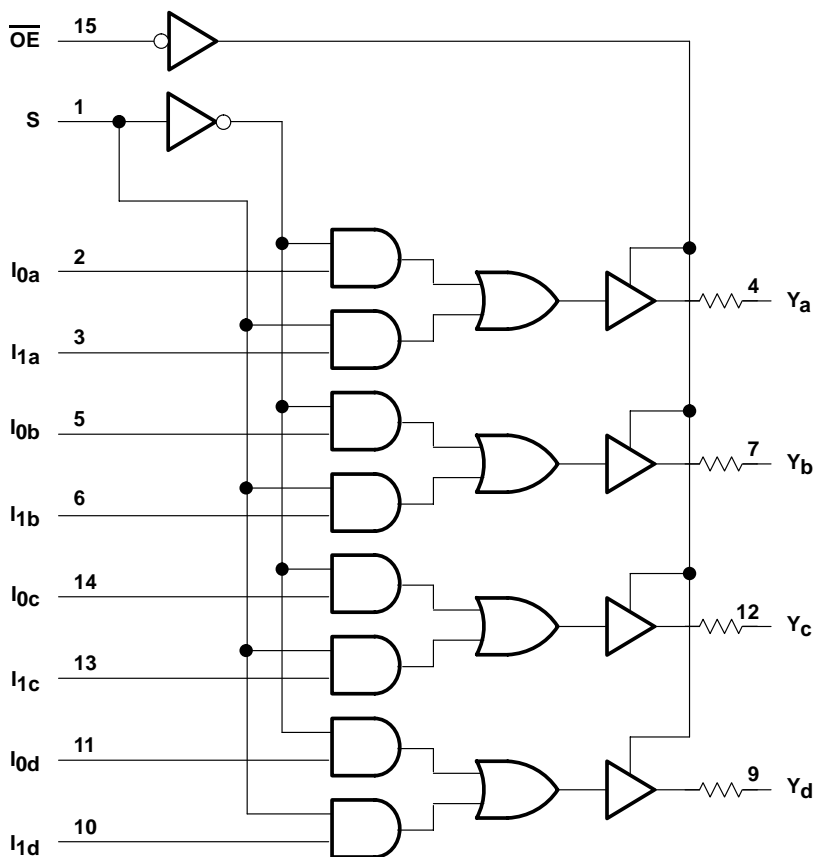 O̅E̅ 15
S 1
I0a 2
4 Ya
I1a 3
I0b 5
7 Yb
I1b 6
I0c 14
12 Yc
I1c 13
I0d 11
9 Yd
I1d 10